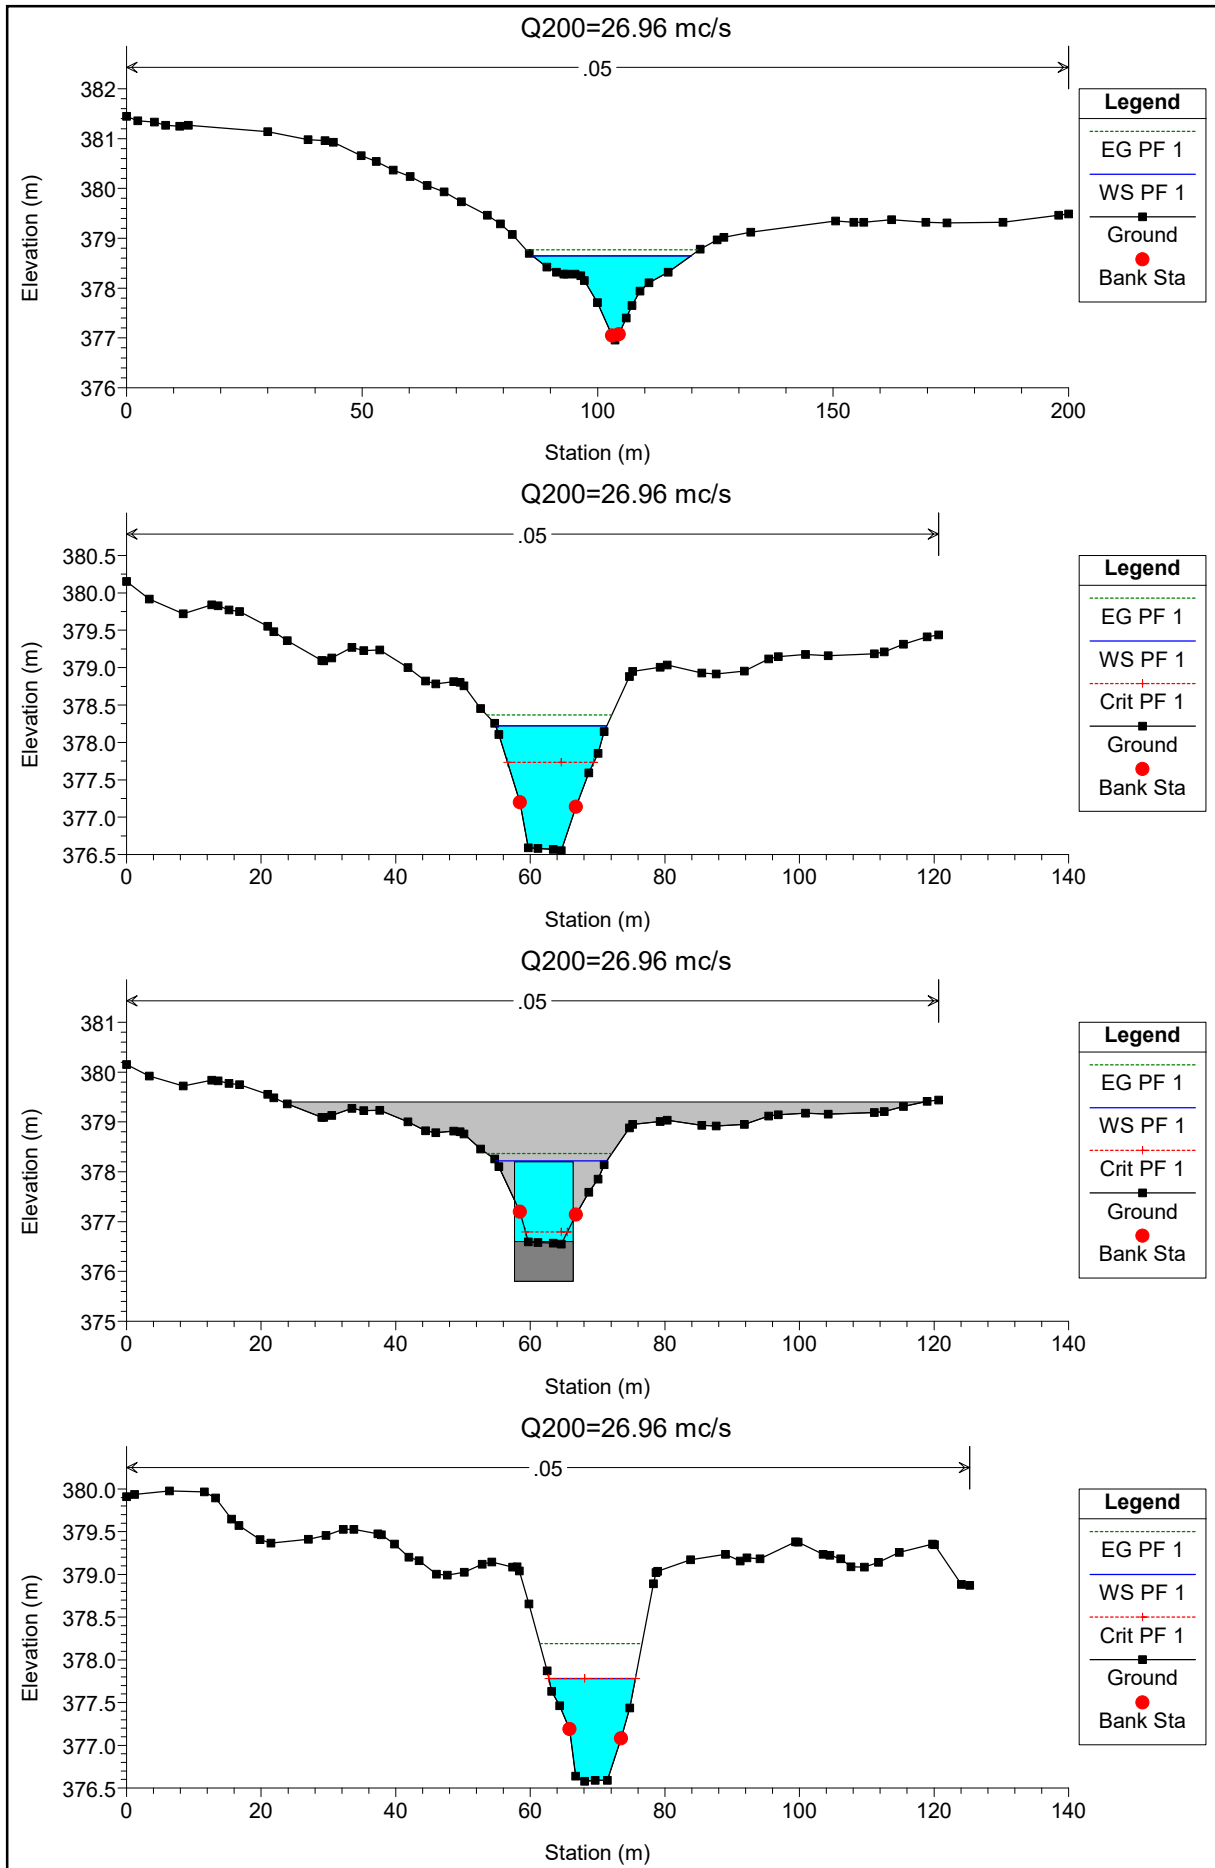 Q200=26.96 mc/s
.05
382
381
380
379
378
377
376
Elevation (m)
0 50 100 150 200
Station (m)
Legend
EG PF 1
WS PF 1
Ground
Bank Sta
Q200=26.96 mc/s
.05
380.5
380.0
379.5
379.0
378.5
378.0
377.5
377.0
376.5
Elevation (m)
0 20 40 60 80 100 120 140
Station (m)
Legend
EG PF 1
WS PF 1
Crit PF 1
Ground
Bank Sta
Q200=26.96 mc/s
.05
381
380
379
378
377
376
375
Elevation (m)
0 20 40 60 80 100 120 140
Station (m)
Legend
EG PF 1
WS PF 1
Crit PF 1
Ground
Bank Sta
Q200=26.96 mc/s
.05
380.0
379.5
379.0
378.5
378.0
377.5
377.0
376.5
Elevation (m)
0 20 40 60 80 100 120 140
Station (m)
Legend
EG PF 1
WS PF 1
Crit PF 1
Ground
Bank Sta